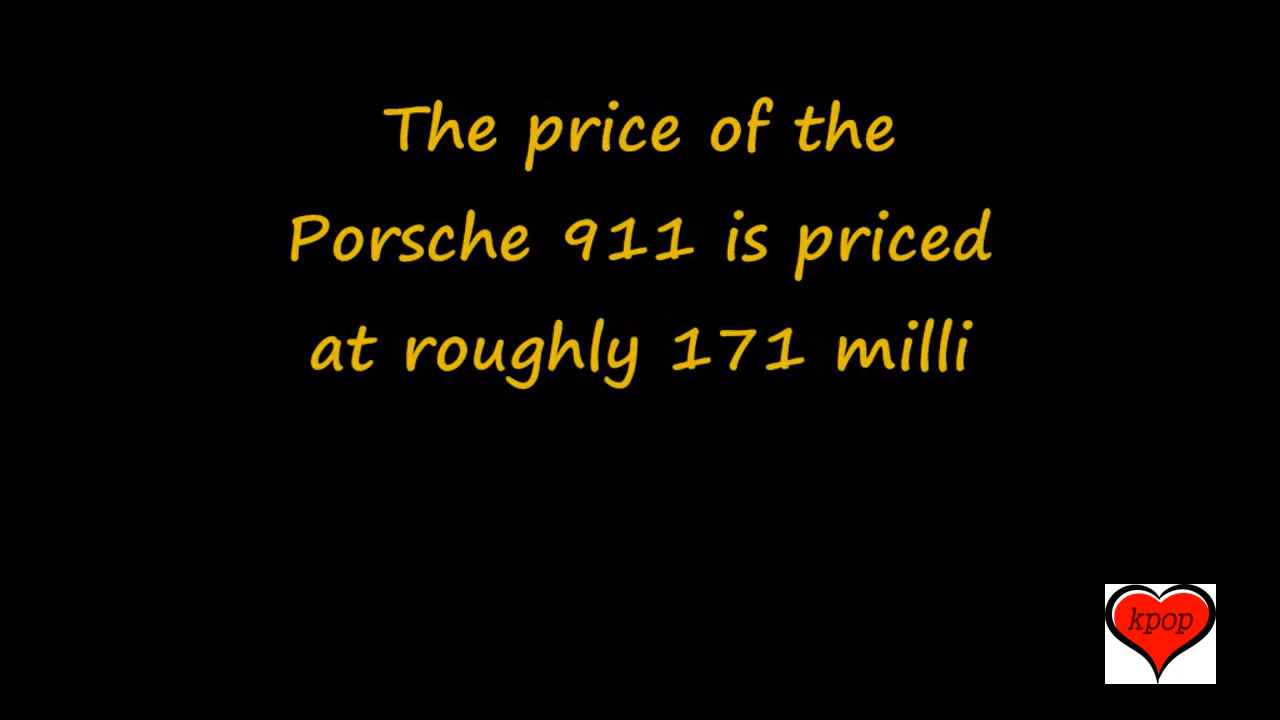 The price of the
Porsche 911 is priced
at roughly 171 milli
kpop